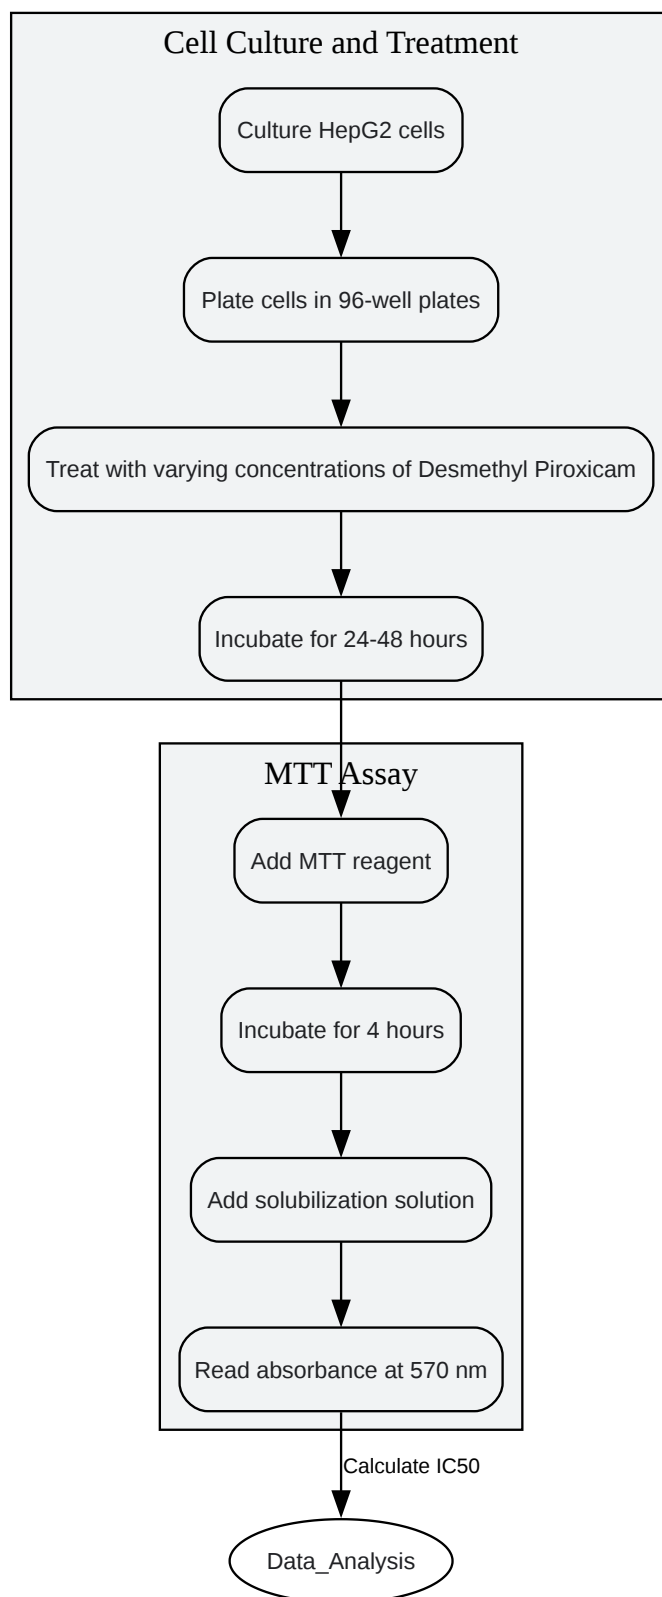 Cell Culture and Treatment
Culture HepG2 cells
Plate cells in 96-well plates
Treat with varying concentrations of Desmethyl Piroxicam
Incubate for 24-48 hours
MTT Assay
Add MTT reagent
Incubate for 4 hours
Add solubilization solution
Read absorbance at 570 nm
Calculate IC50
Data_Analysis